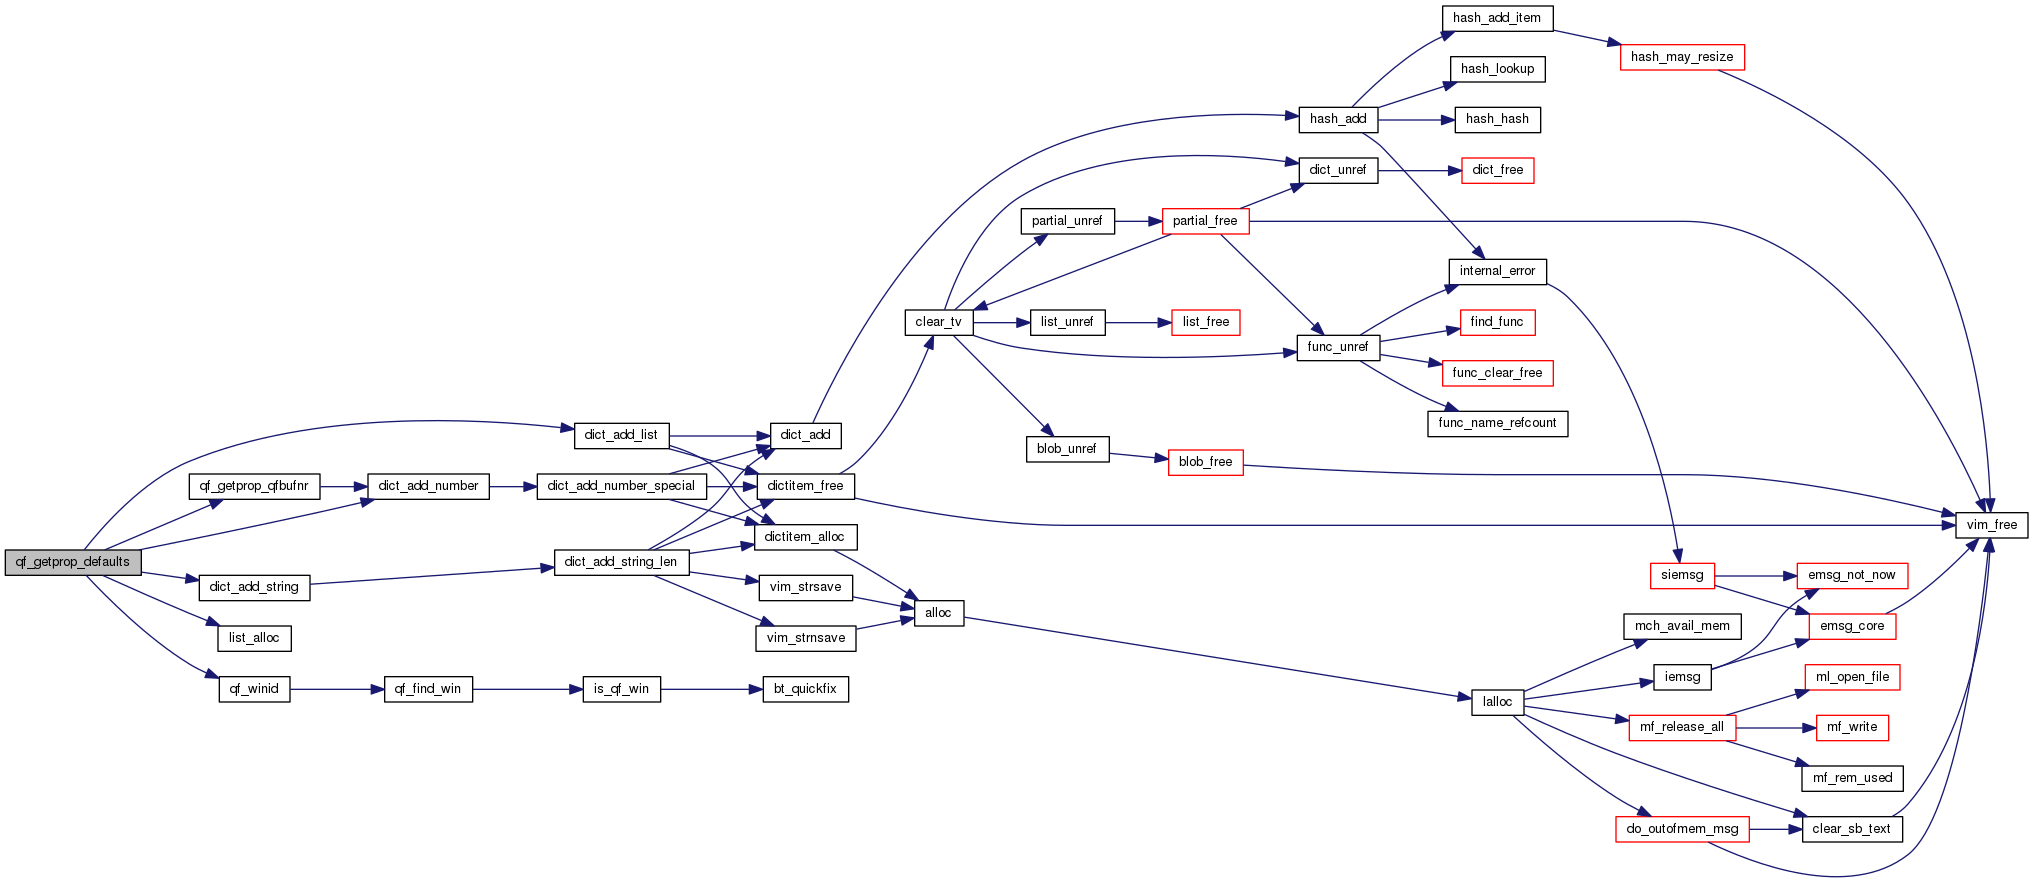 hash_add_item
hash_may_resize
hash_lookup
hash_add
hash_hash
dict_unref
dict_free
partial_unref
partial_free
internal_error
clear_tv
list_unref
list_free
find_func
func_unref
func_clear_free
func_name_refcount
dict_add_list
dict_add
blob_unref
blob_free
qf_getprop_qfbufnr
dict_add_number
dict_add_number_special
dictitem_free
vim_free
dictitem_alloc
qf_getprop_defaults
dict_add_string_len
siemsg
emsg_not_now
dict_add_string
vim_strsave
alloc
mch_avail_mem
emsg_core
list_alloc
vim_strnsave
iemsg
ml_open_file
qf_winid
qf_find_win
is_qf_win
bt_quickfix
lalloc
mf_release_all
mf_write
mf_rem_used
do_outofmem_msg
clear_sb_text